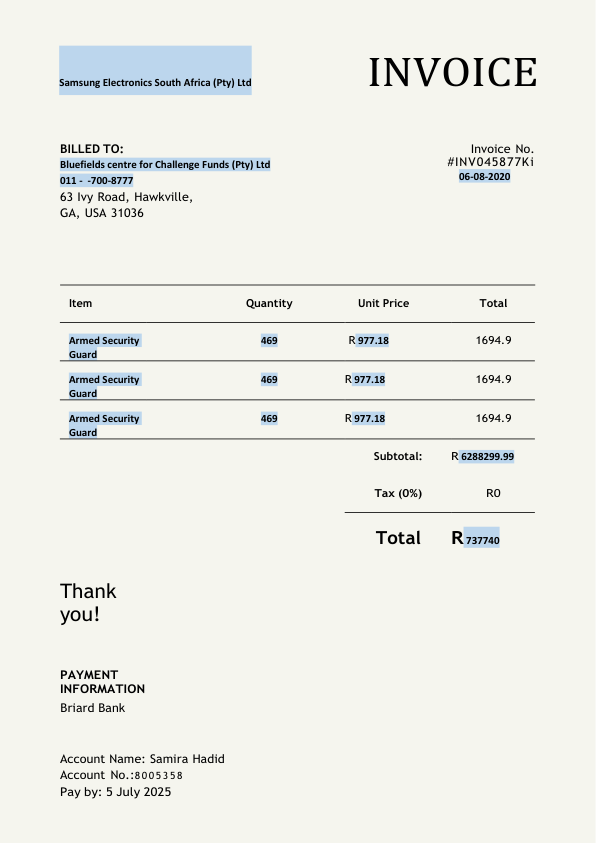 Samsung Electronics South Africa (Pty) Ltd
INVOICE
BILLED TO:
Bluefields centre for Challenge Funds (Pty) Ltd
011 - -700-8777
63 Ivy Road, Hawkville,
GA, USA 31036
Invoice No.
#INV045877Ki
06-08-2020
Item Quantity Unit Price Total
Armed Security 469 R 977.18 1694.9
Guard
Armed Security 469 R 977.18 1694.9
Guard
Armed Security 469 R 977.18 1694.9
Guard
Subtotal: R 6288299.99
Tax (0%) R0
Total R 737740
Thank
you!
PAYMENT
INFORMATION
Briard Bank
Account Name: Samira Hadid
Account No.:8005358
Pay by: 5 July 2025